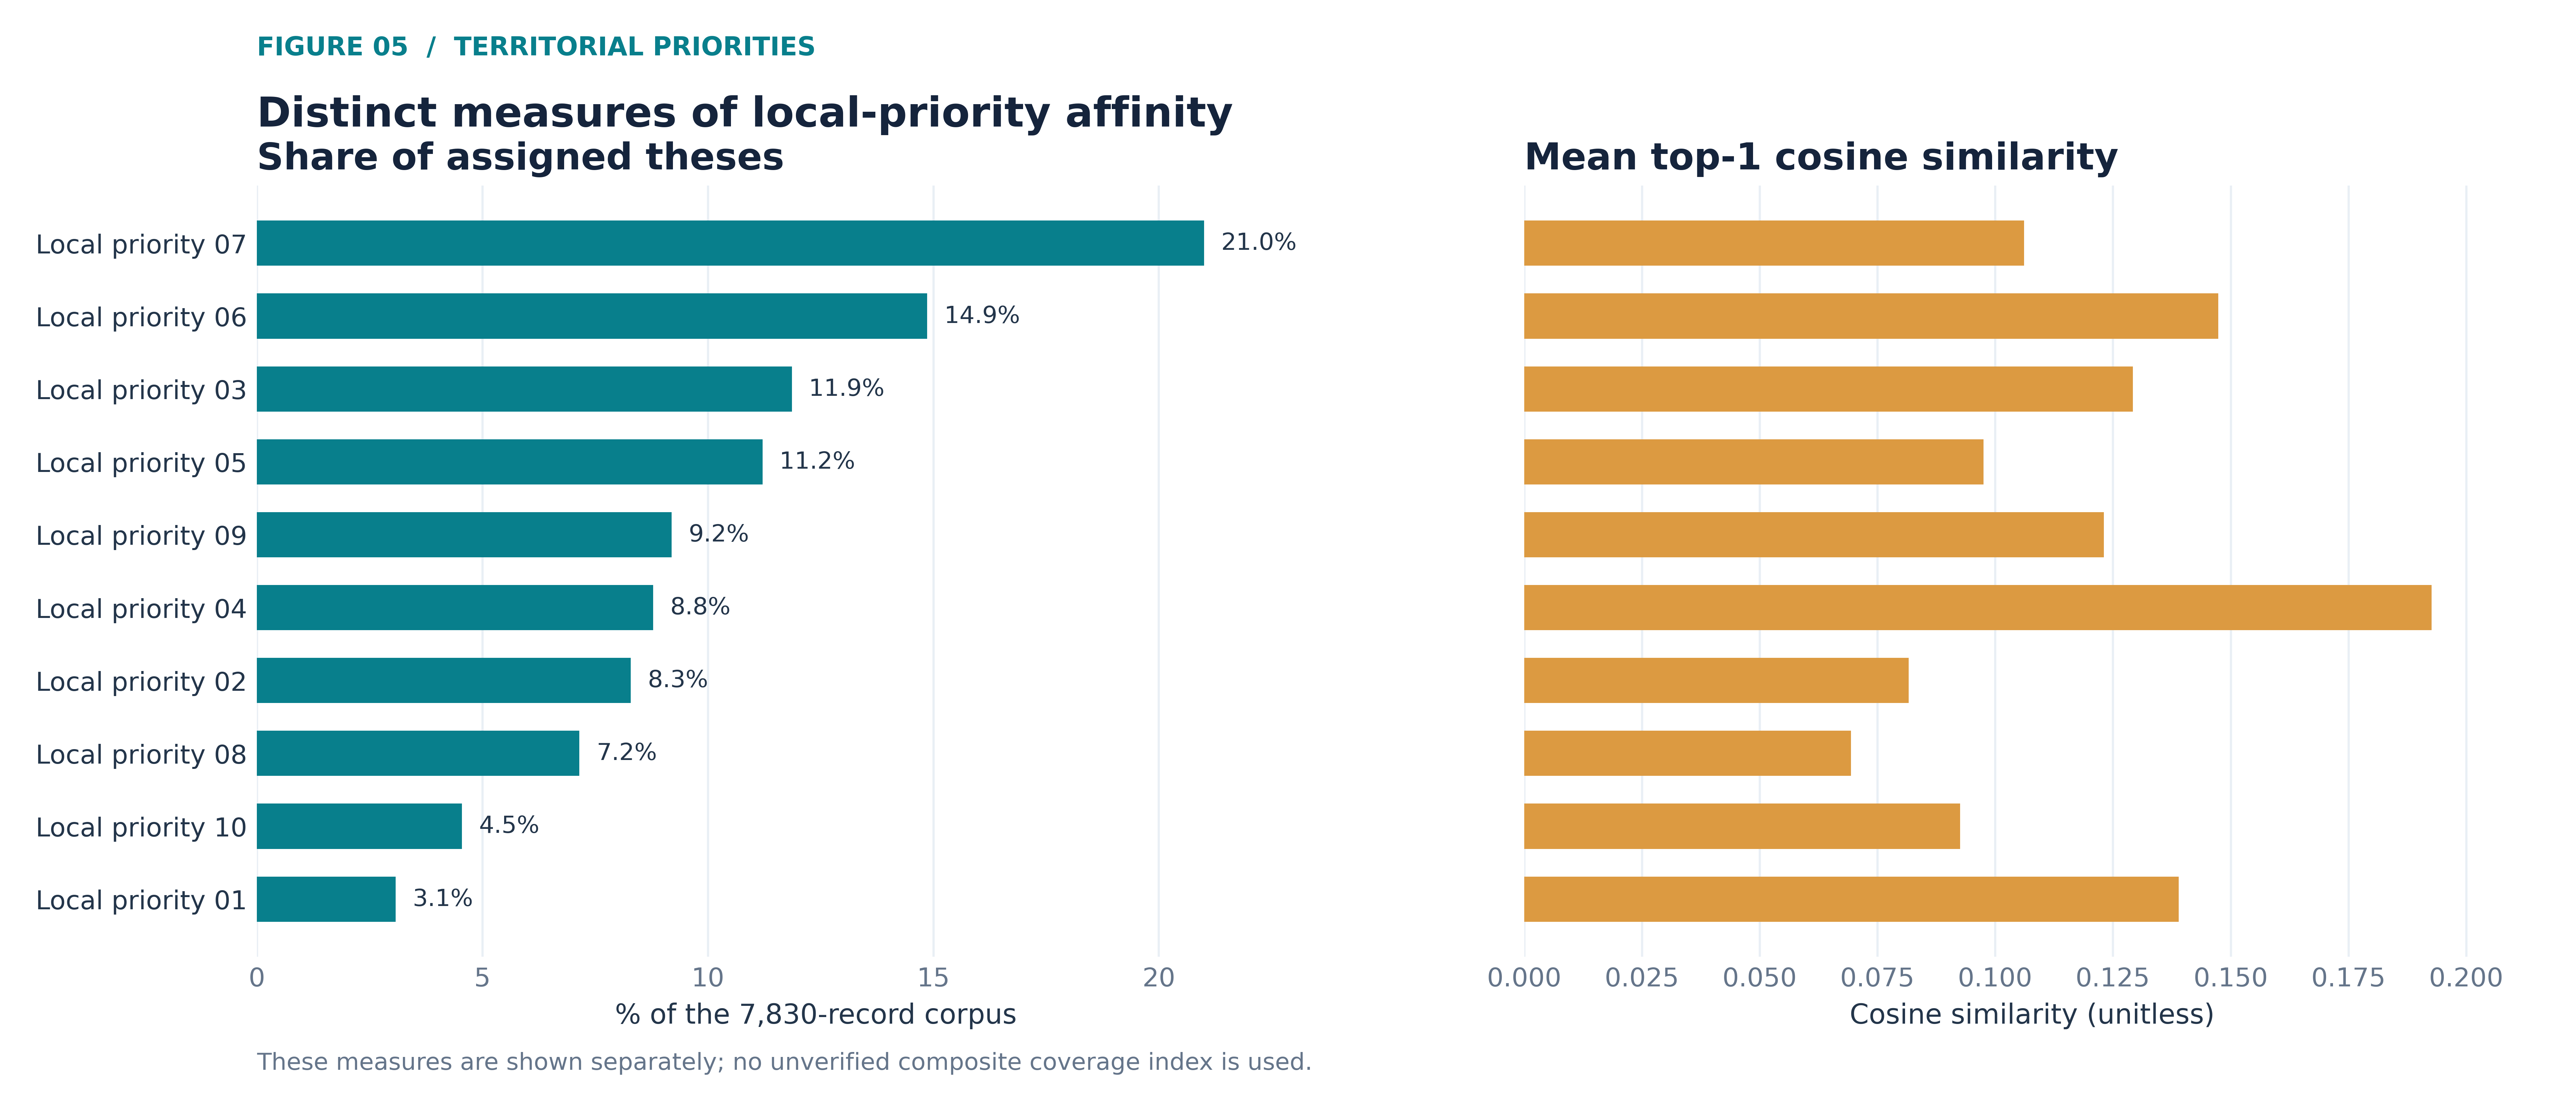 FIGURE 05 / TERRITORIAL PRIORITIES
Distinct measures of local-priority affinity
Share of assigned theses
Local priority 07
21.0%
Local priority 06
14.9%
Local priority 03
11.9%
Local priority 05
11.2%
Local priority 09
9.2%
Local priority 04
8.8%
Local priority 02
8.3%
Local priority 08
7.2%
Local priority 10
4.5%
Local priority 01
3.1%
0 5 10 15 20
% of the 7,830-record corpus
Mean top-1 cosine similarity
0.000 0.025 0.050 0.075 0.100 0.125 0.150 0.175 0.200
Cosine similarity (unitless)
These measures are shown separately; no unverified composite coverage index is used.